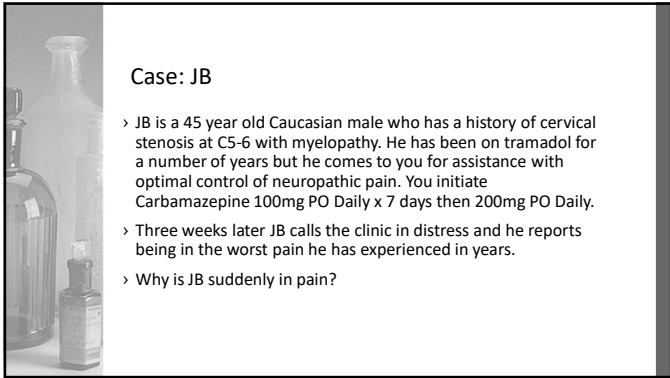 Case: JB
› JB is a 45 year old Caucasian male who has a history of cervical
stenosis at C5-6 with myelopathy. He has been on tramadol for
a number of years but he comes to you for assistance with
optimal control of neuropathic pain. You initiate
Carbamazepine 100mg PO Daily x 7 days then 200mg PO Daily.
› Three weeks later JB calls the clinic in distress and he reports
being in the worst pain he has experienced in years.
› Why is JB suddenly in pain?